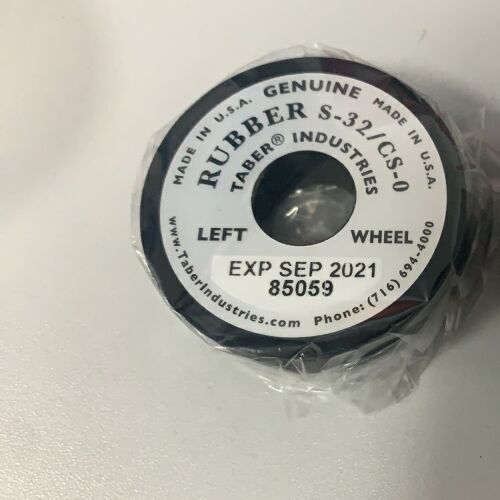 GENUINE
MADE IN U.S.A.
MADE IN U.S.A.
RUBBER S-32/CS-0
TABER® INDUSTRIES
LEFT WHEEL
EXP SEP 2021
85059
www.TaberIndustries.com Phone: (716) 694-4000